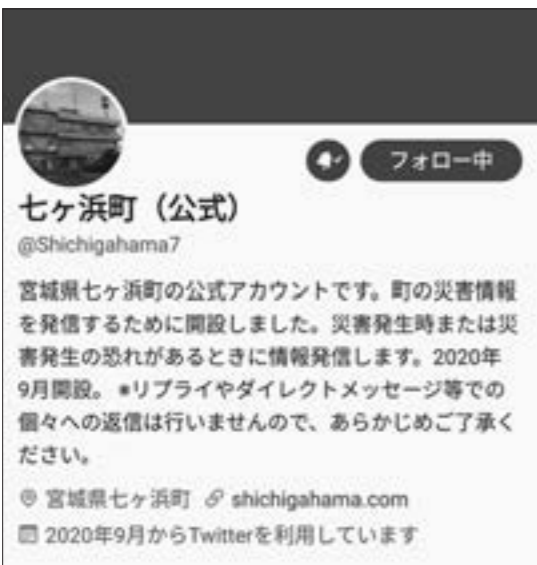 フォロー中
七ヶ浜町（公式）
@Shichigahama7
宮城県七ヶ浜町の公式アカウントです。町の災害情報
を発信するために開設しました。災害発生時または災
害発生の恐れがあるときに情報発信します。2020年
9月開設。 ※リプライやダイレクトメッセージ等での
個々への返信は行いませんので、あらかじめご了承く
ださい。
宮城県七ヶ浜町 shichigahama.com
2020年9月からTwitterを利用しています